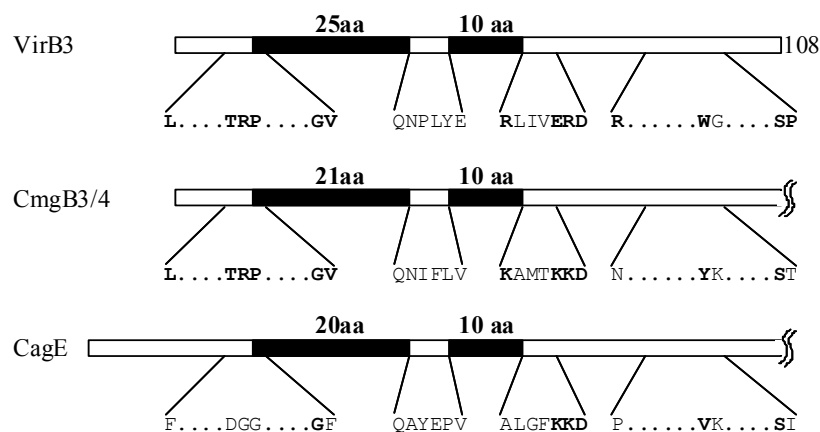 25aa 10 aa
VirB3 108
L....TRP....GV QNPLYE RLIVERD R......WG....SP
21aa 10 aa
CmgB3/4
L....TRP....GV QNIFLV KAMTKKD N......YK....ST
20aa 10 aa
CagE
F....DGG....GF QAYEPV ALGFKKD P......VK....SI